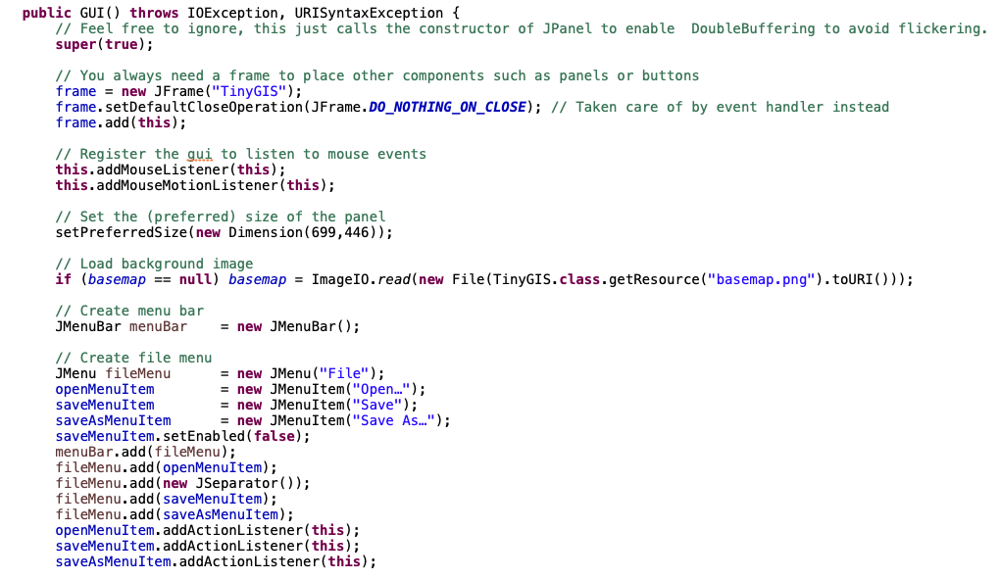 public GUI() throws IOException, URISyntaxException {
    // Feel free to ignore, this just calls the constructor of JPanel to enable  DoubleBuffering to avoid flickering.
    super(true);

    // You always need a frame to place other components such as panels or buttons
    frame = new JFrame("TinyGIS");
    frame.setDefaultCloseOperation(JFrame.DO_NOTHING_ON_CLOSE); // Taken care of by event handler instead
    frame.add(this);

    // Register the gui to listen to mouse events
    this.addMouseListener(this);
    this.addMouseMotionListener(this);

    // Set the (preferred) size of the panel
    setPreferredSize(new Dimension(699,446));

    // Load background image
    if (basemap == null) basemap = ImageIO.read(new File(TinyGIS.class.getResource("basemap.png").toURI()));

    // Create menu bar
    JMenuBar menuBar    = new JMenuBar();

    // Create file menu
    JMenu fileMenu      = new JMenu("File");
    openMenuItem        = new JMenuItem("Open…");
    saveMenuItem        = new JMenuItem("Save");
    saveAsMenuItem      = new JMenuItem("Save As…");
    saveMenuItem.setEnabled(false);
    menuBar.add(fileMenu);
    fileMenu.add(openMenuItem);
    fileMenu.add(new JSeparator());
    fileMenu.add(saveMenuItem);
    fileMenu.add(saveAsMenuItem);
    openMenuItem.addActionListener(this);
    saveMenuItem.addActionListener(this);
    saveAsMenuItem.addActionListener(this);